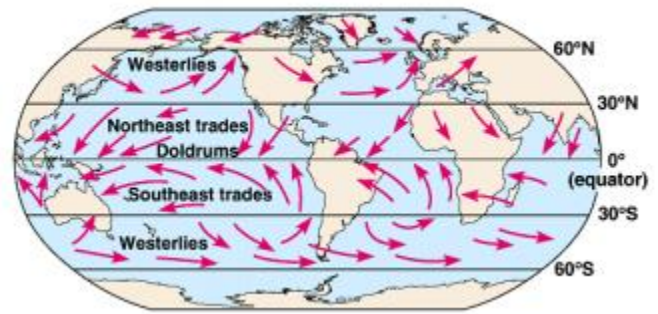 60°N
Westerlies
30°N
Northeast trades
Doldrums
0°
(equator)
Southeast trades
30°S
Westerlies
60°S